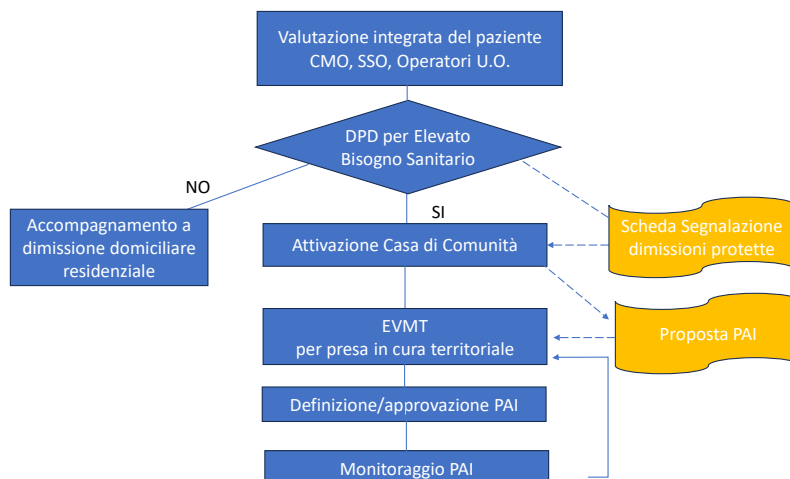 Valutazione integrata del paziente
CMO, SSO, Operatori U.O.
DPD per Elevato
Bisogno Sanitario
NO
SI
Accompagnamento a
dimissione domiciliare
residenziale
Attivazione Casa di Comunità
Scheda Segnalazione
dimissioni protette
EVMT
per presa in cura territoriale
Proposta PAI
Definizione/approvazione PAI
Monitoraggio PAI